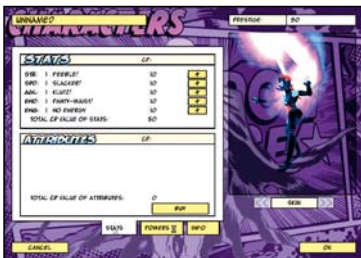 CHARACTERS
UNNAMED
PRESTIGE: 50
STATS CP:
STR: 1 FEEBLE! 10 +
SPD: 1 SLACKER! 10 +
AGL: 1 KLUTZ! 10 +
END: 1 PANTY-WAIST! 10 +
ENG: 1 NO ENERGY 10
TOTAL CP VALUE OF STATS: 50
ATTRIBUTES CP:
TOTAL CP VALUE OF ATTRIBUTES: 0
BUY
SKIN
STATS POWERS INFO
CANCEL OK